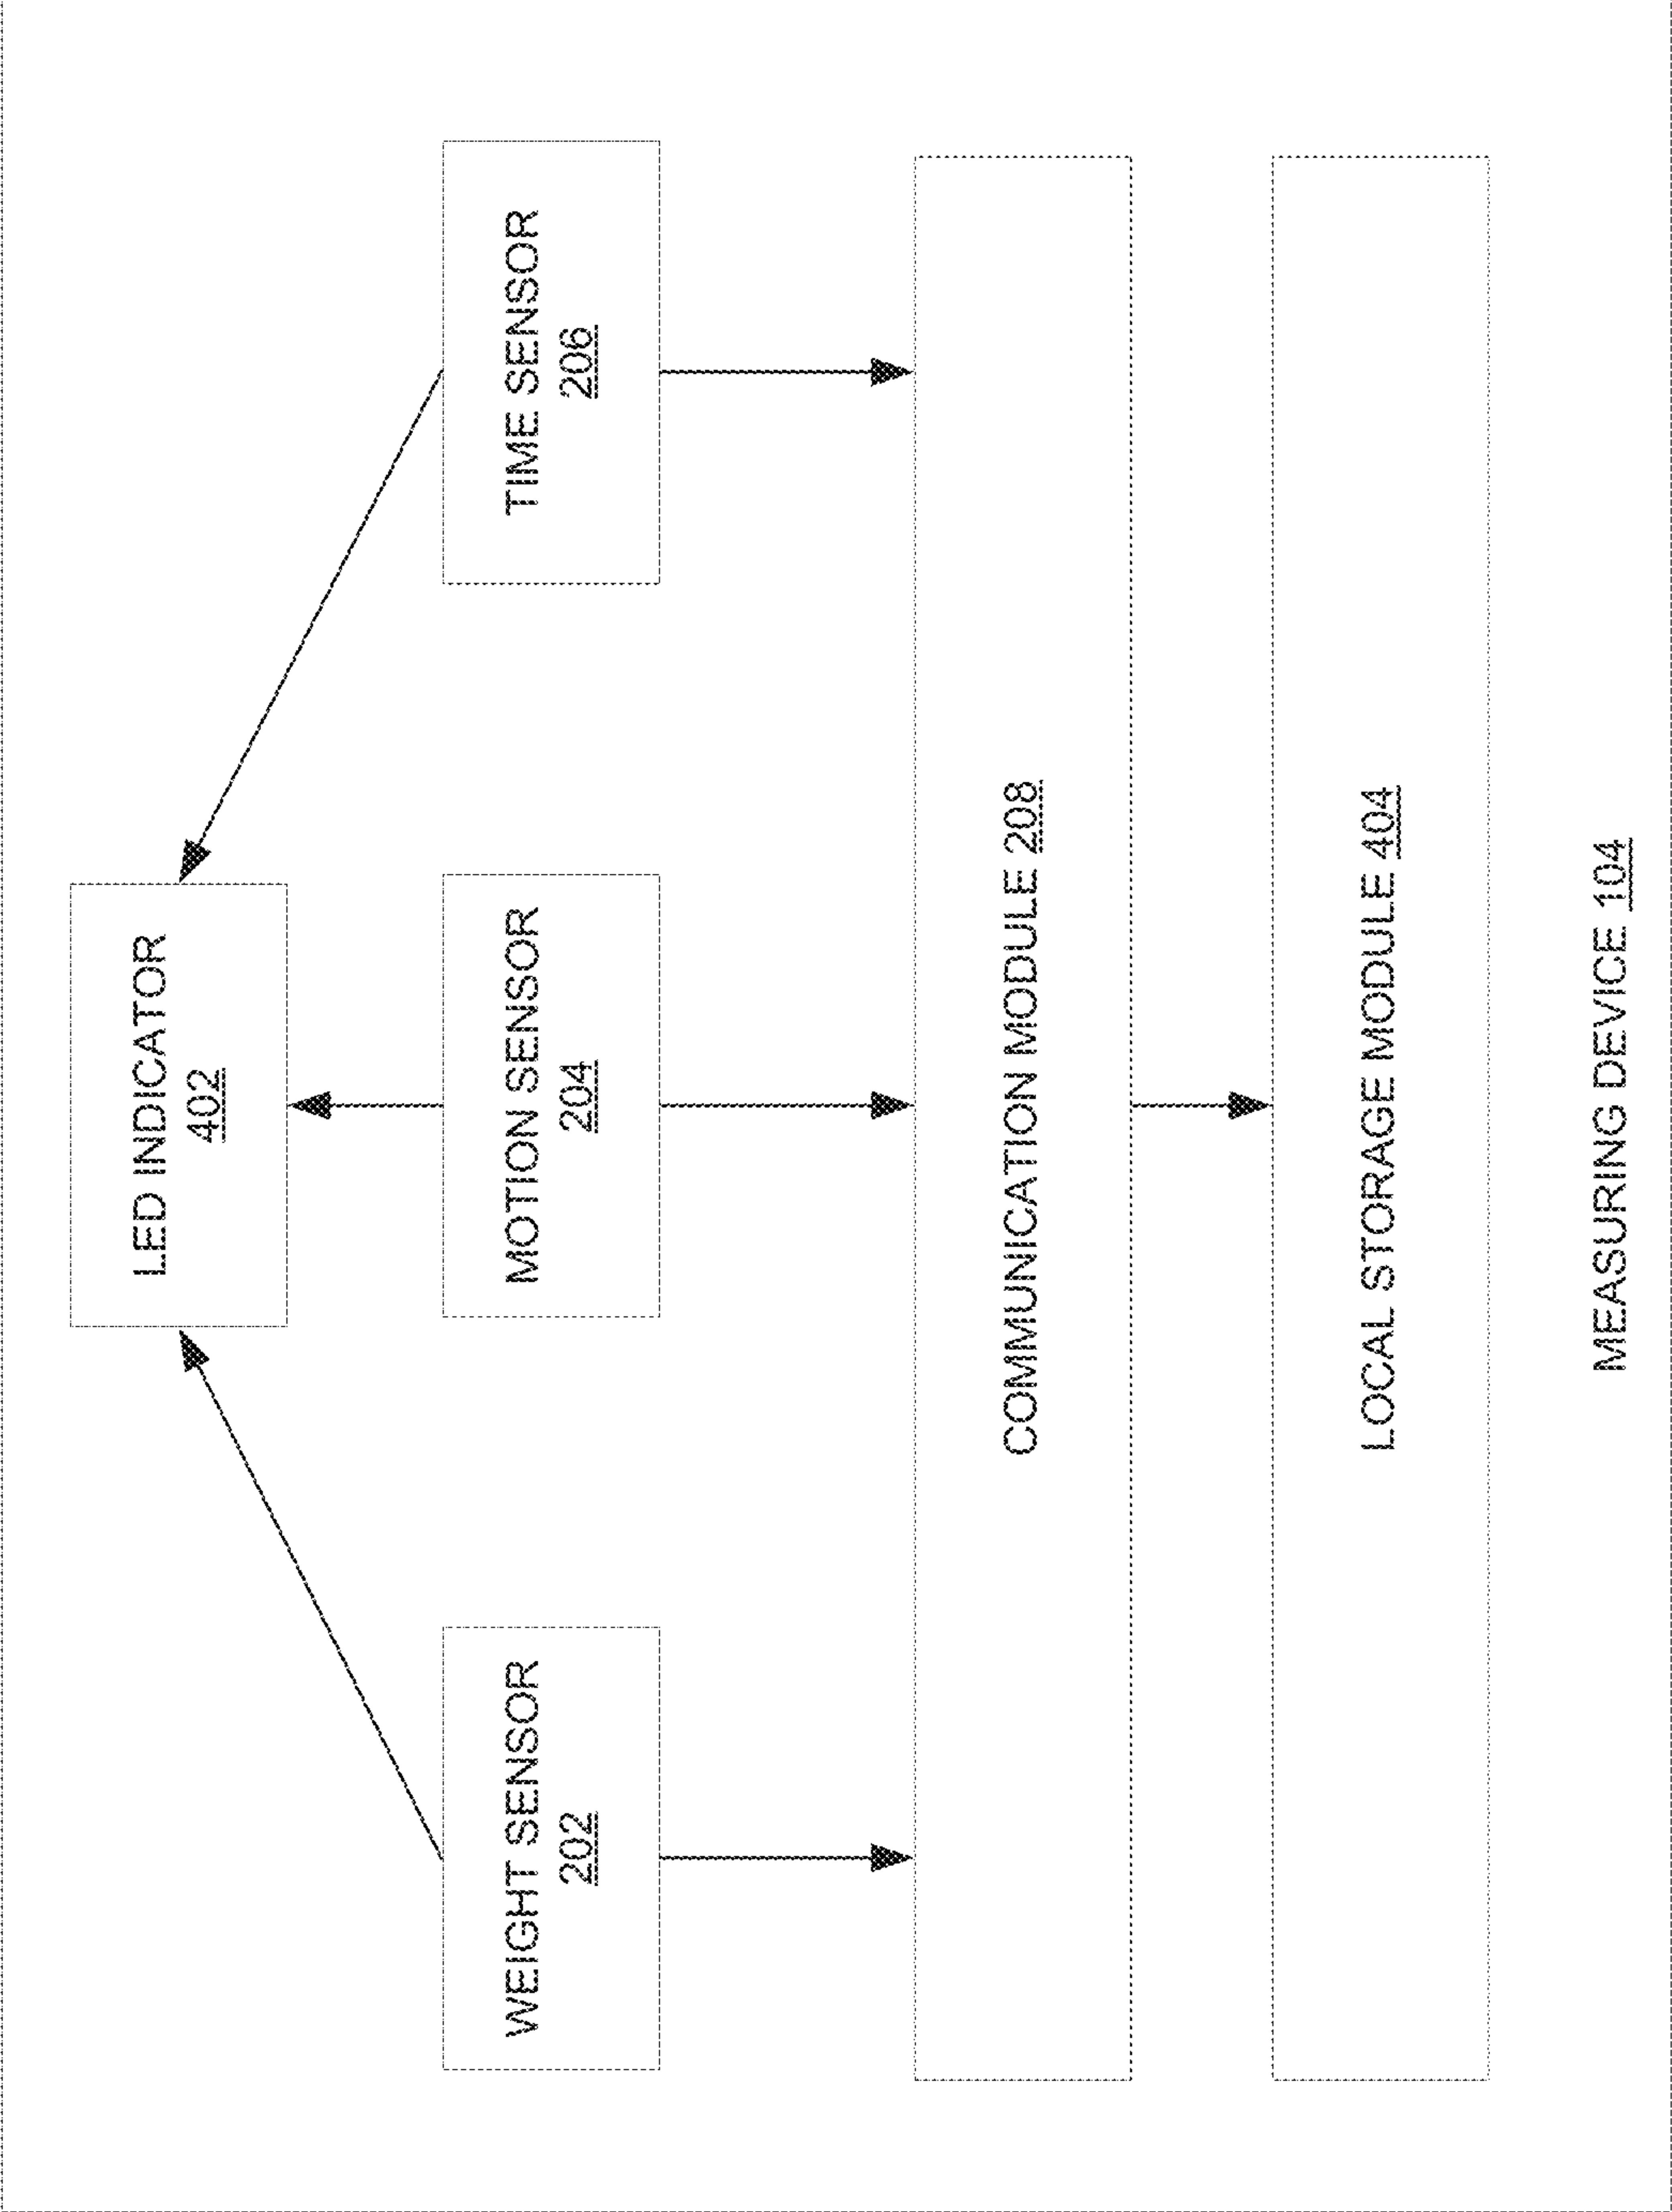 LED INDICATOR
402
WEIGHT SENSOR
202
MOTION SENSOR
204
TIME SENSOR
206
COMMUNICATION MODULE 208
LOCAL STORAGE MODULE 404
MEASURING DEVICE 104